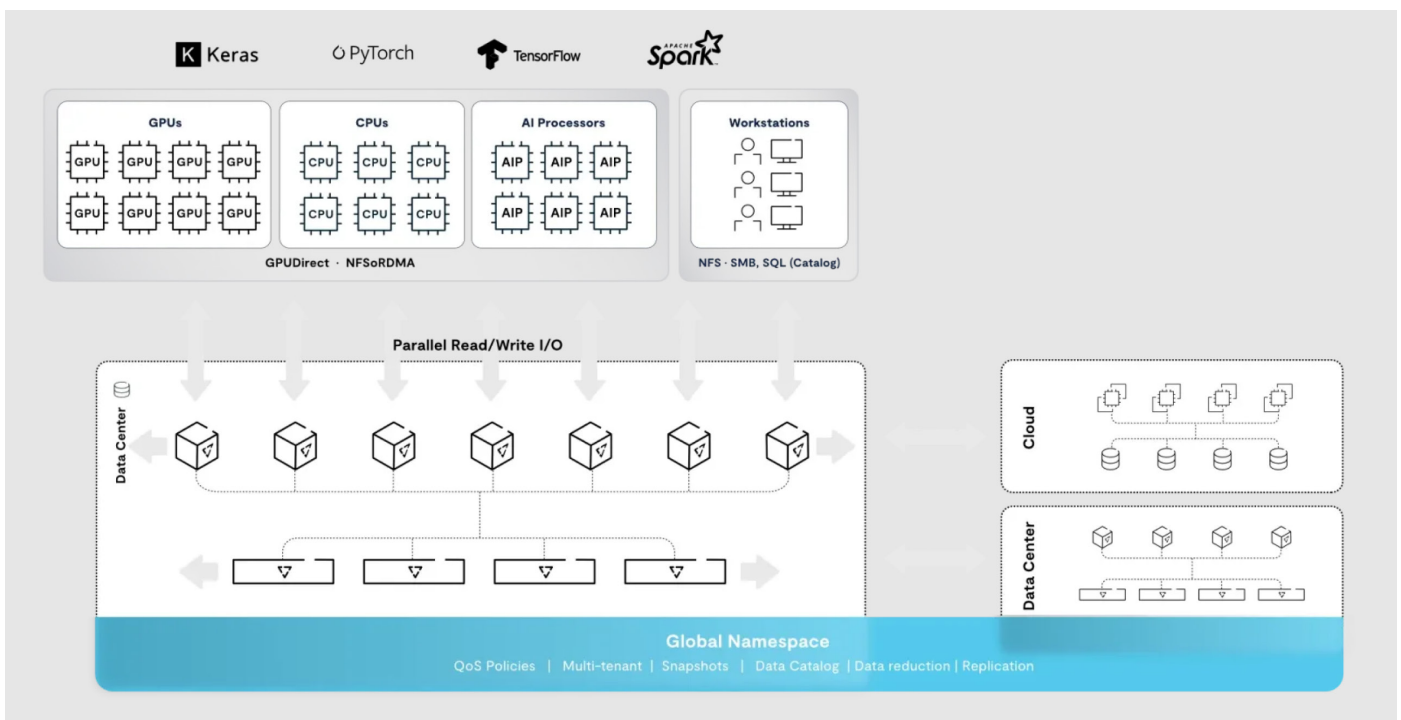 K Keras
PyTorch
TensorFlow
APACHE Spark™
GPUs
CPUs
AI Processors
Workstations
GPU GPU GPU GPU
CPU CPU CPU
AIP AIP AIP
GPU GPU GPU GPU
CPU CPU CPU
AIP AIP AIP
GPUDirect · NFSoRDMA
NFS · SMB, SQL (Catalog)
Parallel Read/Write I/O
Data Center
Cloud
Data Center
Global Namespace
QoS Policies | Multi-tenant | Snapshots | Data Catalog | Data reduction | Replication